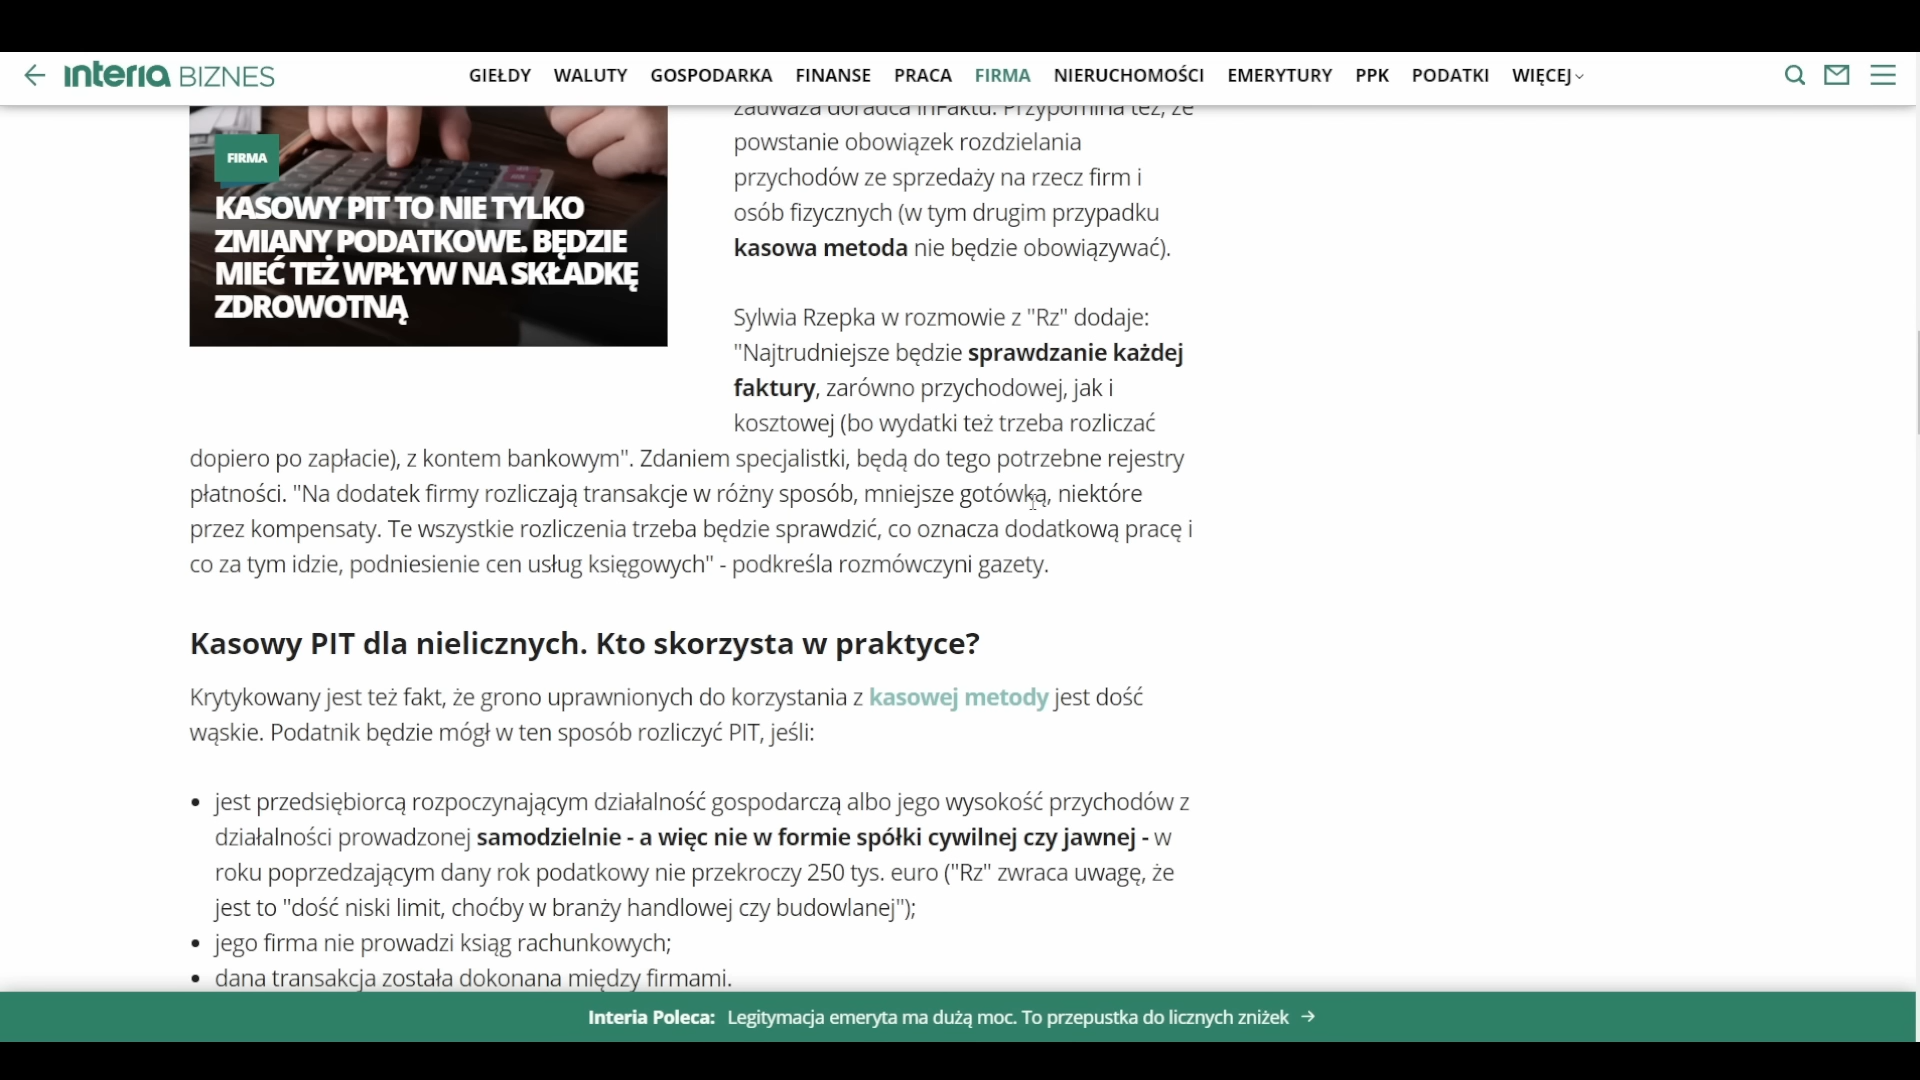 interia BIZNES
GIEŁDY WALUTY GOSPODARKA FINANSE PRACA FIRMA NIERUCHOMOŚCI EMERYTURY PPK PODATKI WIĘCEJ
FIRMA
KASOWY PIT TO NIE TYLKO
ZMIANY PODATKOWE. BĘDZIE
MIEĆ TEŻ WPŁYW NA SKŁADKĘ
ZDROWOTNĄ
zauważa doradca inFaktu. Przypomina też, że
powstanie obowiązek rozdzielania
przychodów ze sprzedaży na rzecz firm i
osób fizycznych (w tym drugim przypadku
kasowa metoda nie będzie obowiązywać).
Sylwia Rzepka w rozmowie z "Rz" dodaje:
"Najtrudniejsze będzie sprawdzanie każdej
faktury, zarówno przychodowej, jak i
kosztowej (bo wydatki też trzeba rozliczać
dopiero po zapłacie), z kontem bankowym". Zdaniem specjalistki, będą do tego potrzebne rejestry
płatności. "Na dodatek firmy rozliczają transakcje w różny sposób, mniejsze gotówką, niektóre
przez kompensaty. Te wszystkie rozliczenia trzeba będzie sprawdzić, co oznacza dodatkową pracę i
co za tym idzie, podniesienie cen usług księgowych" - podkreśla rozmówczyni gazety.
Kasowy PIT dla nielicznych. Kto skorzysta w praktyce?
Krytykowany jest też fakt, że grono uprawnionych do korzystania z kasowej metody jest dość
wąskie. Podatnik będzie mógł w ten sposób rozliczyć PIT, jeśli:
• jest przedsiębiorcą rozpoczynającym działalność gospodarczą albo jego wysokość przychodów z
działalności prowadzonej samodzielnie - a więc nie w formie spółki cywilnej czy jawnej - w
roku poprzedzającym dany rok podatkowy nie przekroczy 250 tys. euro ("Rz" zwraca uwagę, że
jest to "dość niski limit, choćby w branży handlowej czy budowlanej");
• jego firma nie prowadzi ksiąg rachunkowych;
• dana transakcja została dokonana między firmami.
Interia Poleca: Legitymacja emeryta ma dużą moc. To przepustka do licznych zniżek →